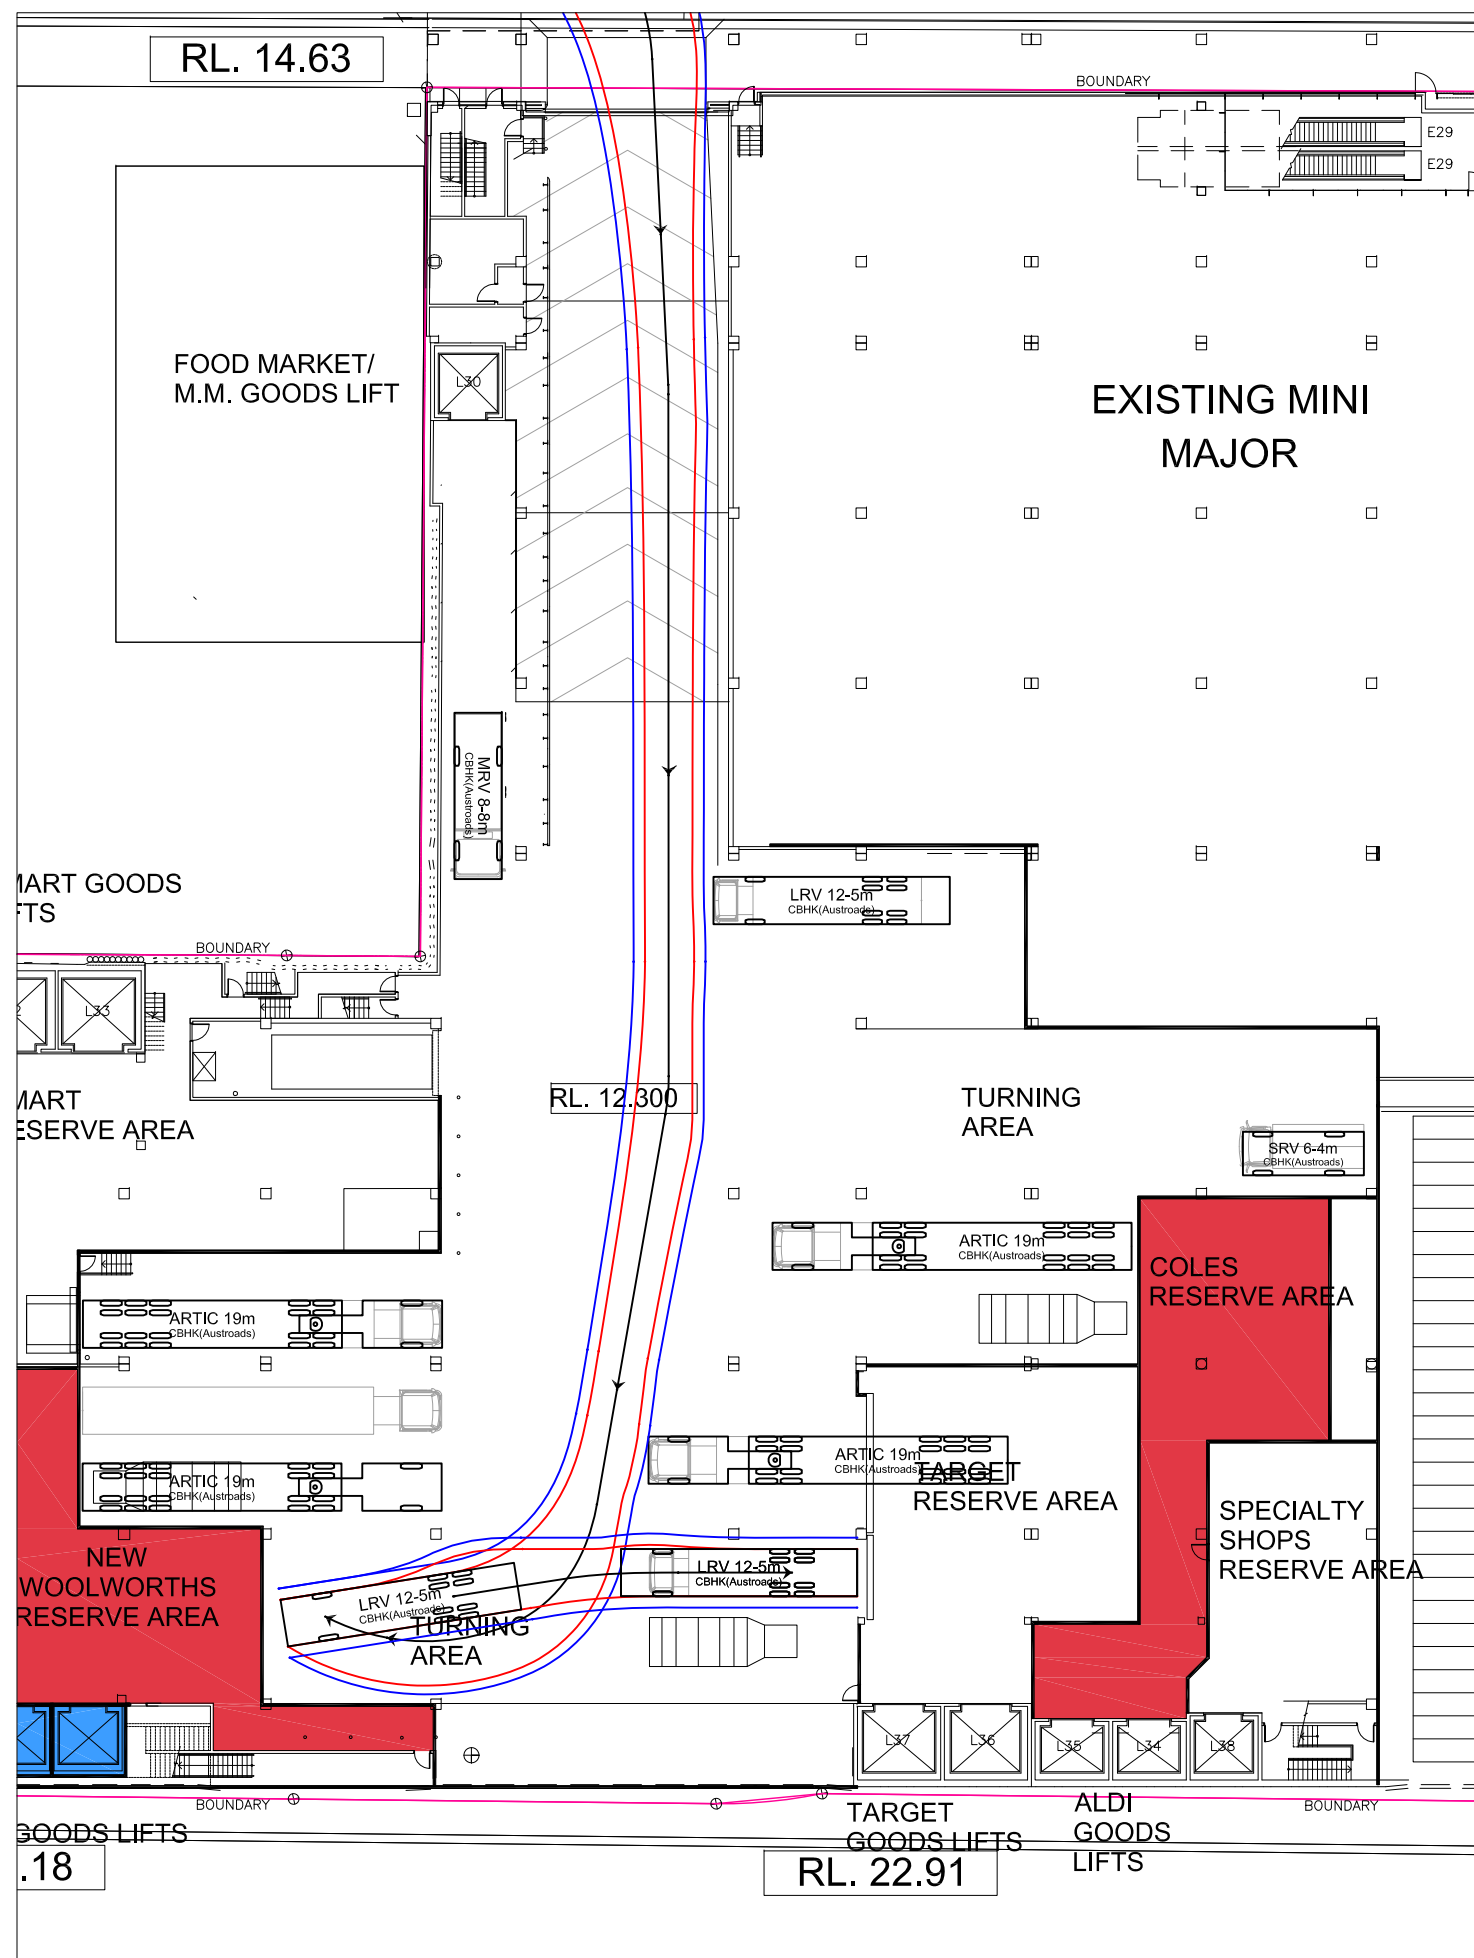 RL. 14.63
BOUNDARY
E29
E29
FOOD MARKET/
M.M. GOODS LIFT
L30
EXISTING MINI
MAJOR
MRV 8-8m
CBHK(Austroads)
MART GOODS
FTS
LRV 12-5m
CBHK(Austroads)
BOUNDARY
2
L33
RL. 12.300
TURNING
AREA
MART
ESERVE AREA
SRV 6-4m
CBHK(Austroads)
ARTIC 19m
CBHK(Austroads)
COLES
RESERVE AREA
ARTIC 19m
CBHK(Austroads)
ARTIC 19m
CBHK(Austroads)
TARGET
RESERVE AREA
ARTIC 19m
CBHK(Austroads)
SPECIALTY
SHOPS
RESERVE AREA
NEW
WOOLWORTHS
RESERVE AREA
LRV 12-5m
CBHK(Austroads)
LRV 12-5m
CBHK(Austroads)
TURNING
AREA
L37
L36
L35
L34
L38
BOUNDARY
BOUNDARY
TARGET
GOODS LIFTS
ALDI
GOODS
LIFTS
GOODS LIFTS
.18
RL. 22.91